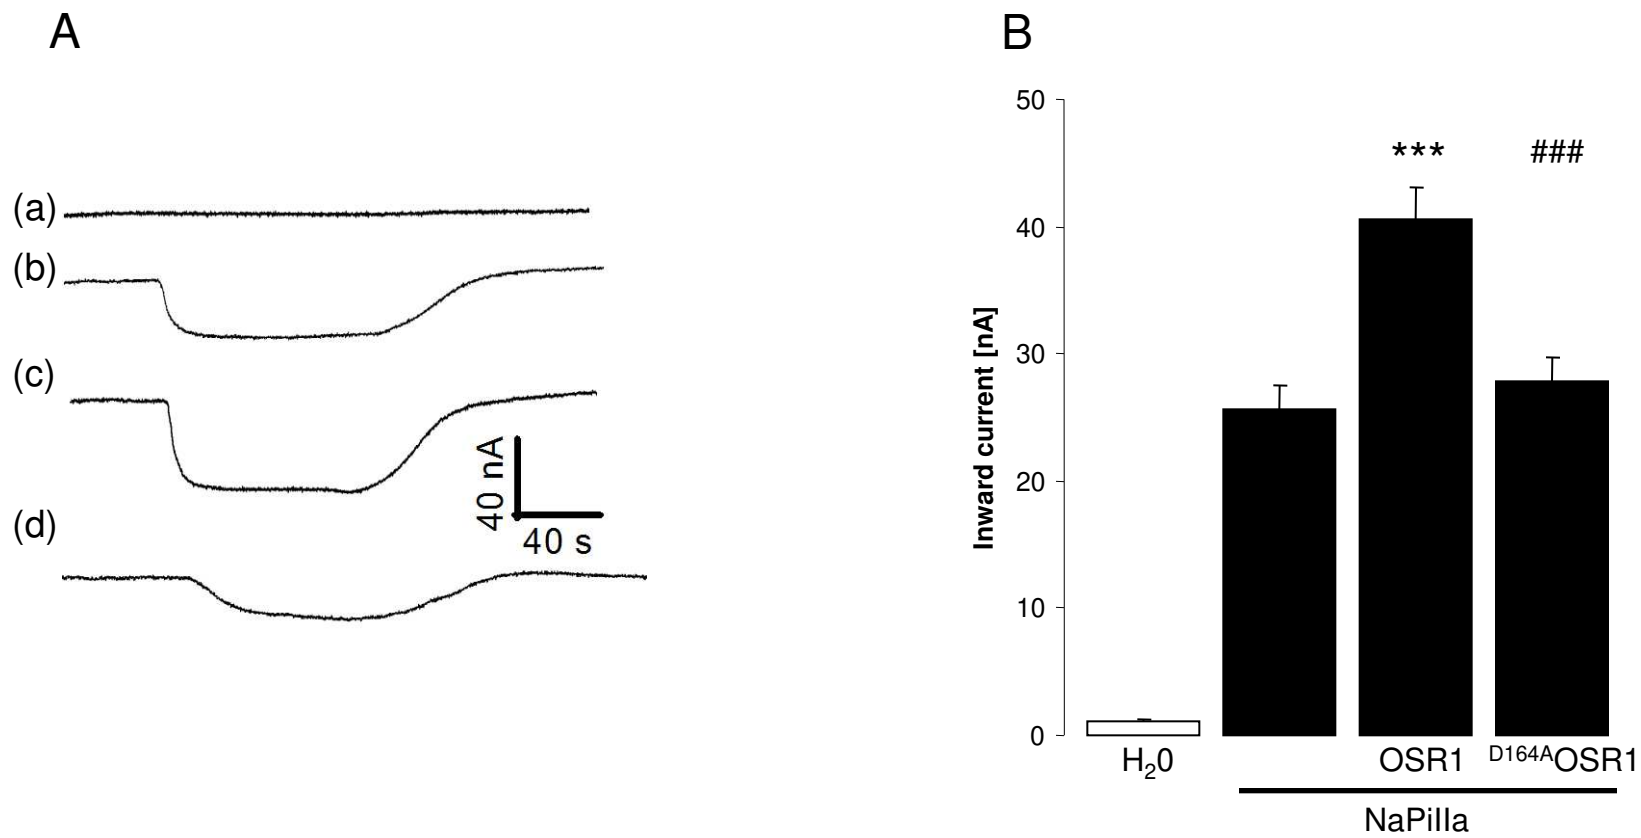 A
(a)
(b)
(c)
(d)
40 nA
40 s
B
Inward current [nA]
50
40
30
20
10
0
***
###
H₂0
OSR1
ᴰ¹⁶⁴ᴬOSR1
NaPiIIa